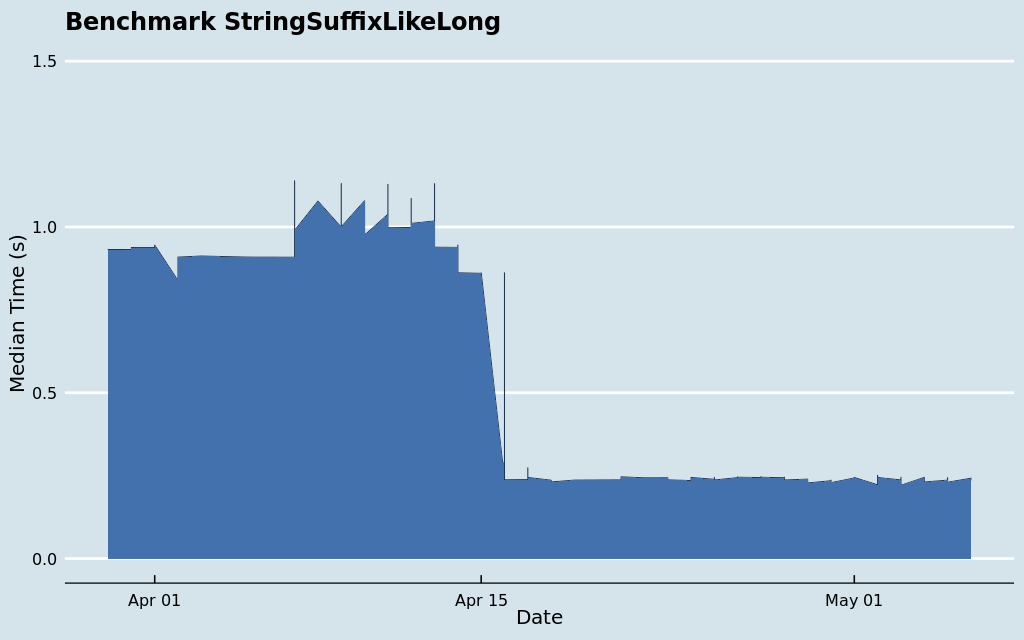 Benchmark StringSuffixLikeLong
Median Time (s)
1.5
1.0
0.5
0.0
Apr 01
Apr 15
May 01
Date